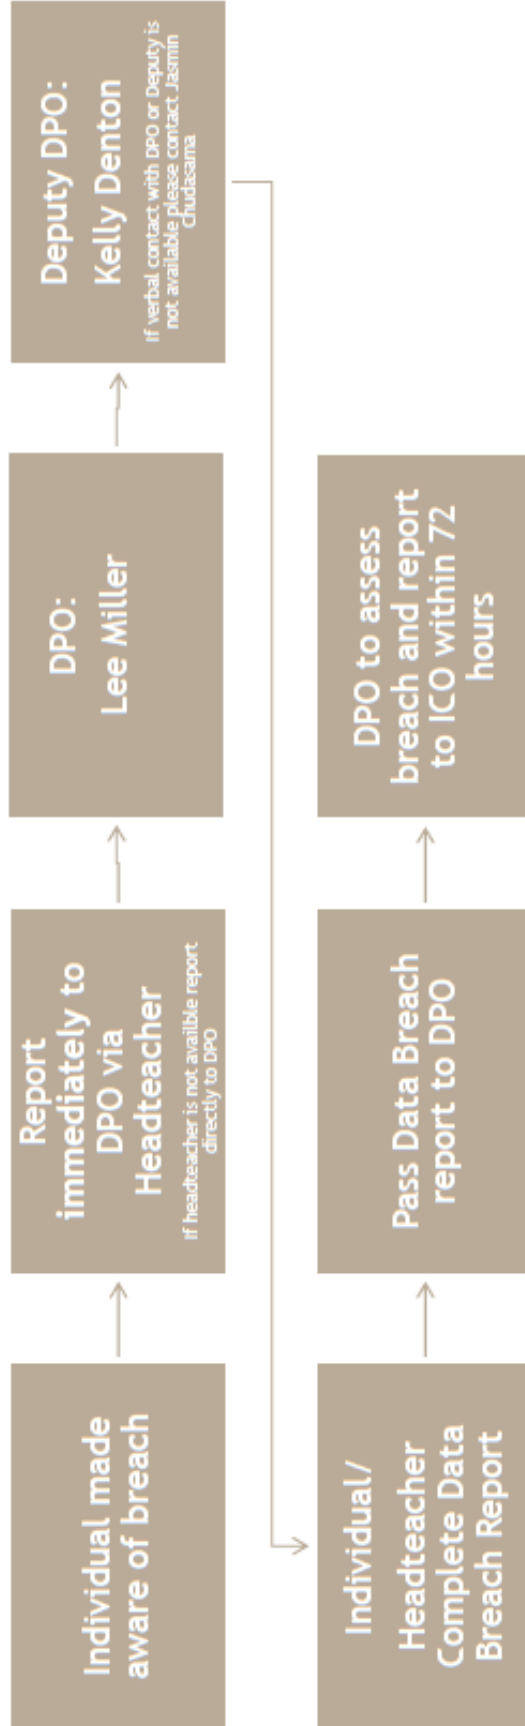 Individual made
aware of breach
Report
immediately to
DPO via
Headteacher
If headteacher is not availble report
directly to DPO
DPO:
Lee Miller
Deputy DPO:
Kelly Denton
If verbal contact with DPO or Deputy is
not available please contact Jasmin
Chudasama
Individual/
Headteacher
Complete Data
Breach Report
Pass Data Breach
report to DPO
DPO to assess
breach and report
to ICO within 72
hours